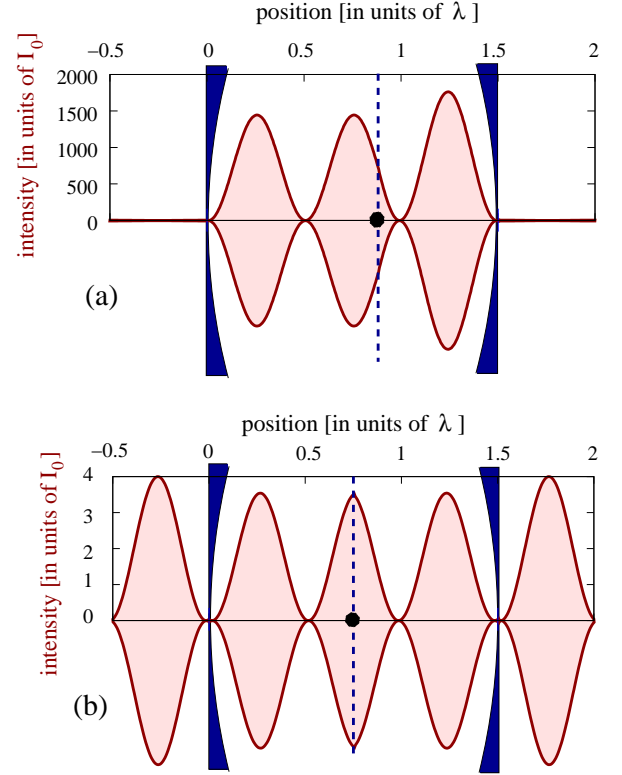 position [in units of λ ]
−0.5 0 0.5 1 1.5 2
intensity [in units of I_0]
2000
1500
1000
500
0
(a)
position [in units of λ ]
−0.5 0 0.5 1 1.5 2
intensity [in units of I_0]
4
3
2
1
0
(b)